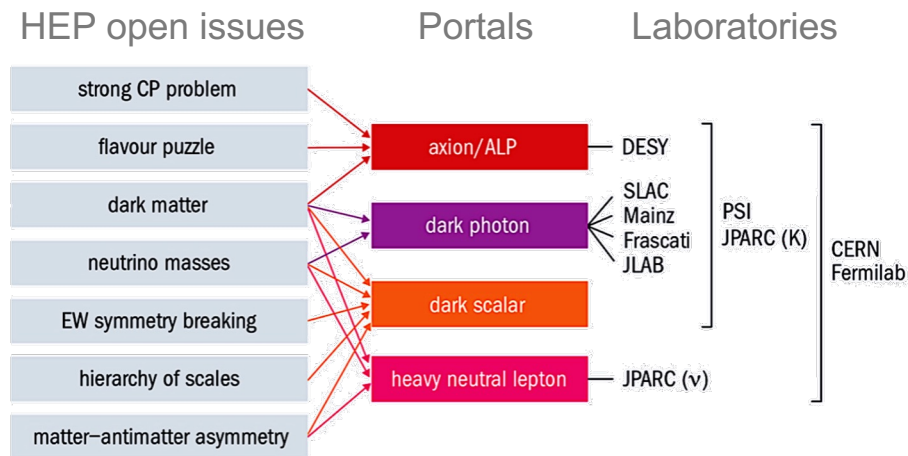 HEP open issues
Portals
Laboratories
strong CP problem
flavour puzzle
dark matter
neutrino masses
EW symmetry breaking
hierarchy of scales
matter–antimatter asymmetry
axion/ALP
dark photon
dark scalar
heavy neutral lepton
DESY
SLAC
Mainz
Frascati
JLAB
JPARC (ν)
PSI
JPARC (K)
CERN
Fermilab